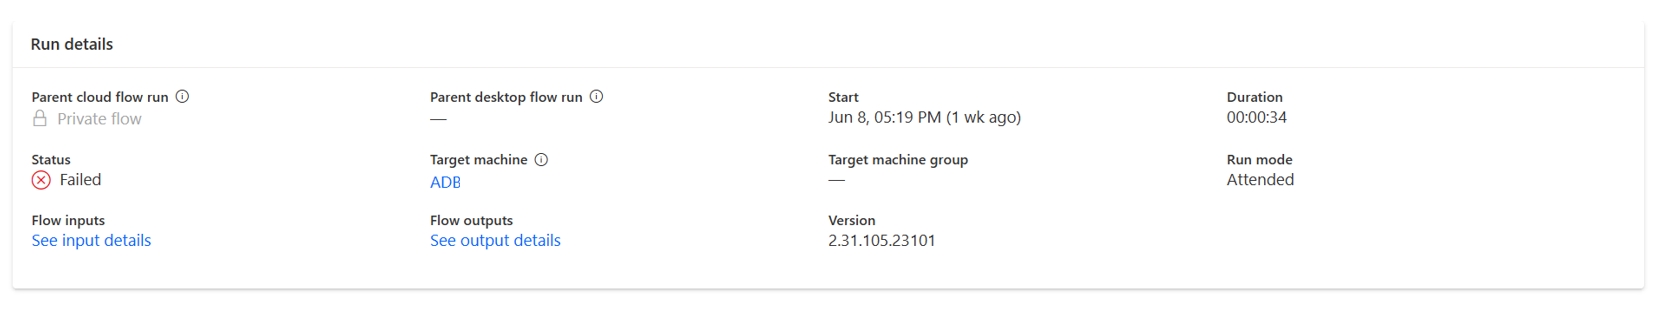 Run details
Parent cloud flow run
Private flow
Parent desktop flow run
—
Start
Jun 8, 05:19 PM (1 wk ago)
Duration
00:00:34
Status
Failed
Target machine
ADB
Target machine group
—
Run mode
Attended
Flow inputs
See input details
Flow outputs
See output details
Version
2.31.105.23101